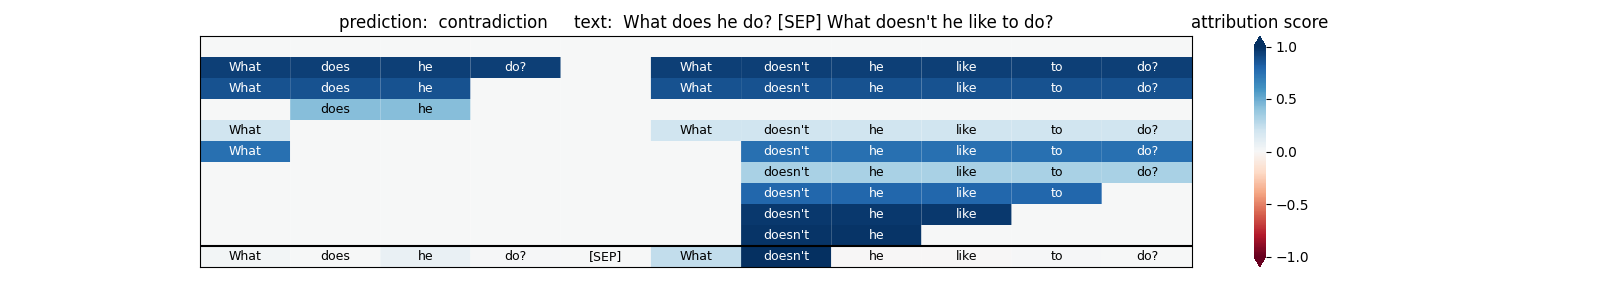 prediction:  contradiction     text:  What does he do? [SEP] What doesn't he like to do?
attribution score
What does he do? What doesn't he like to do?
What does he What doesn't he like to do?
does he
What What doesn't he like to do?
What doesn't he like to do?
doesn't he like to do?
doesn't he like to
doesn't he like
doesn't he
What does he do? [SEP] What doesn't he like to do?
1.0
0.5
0.0
−0.5
−1.0